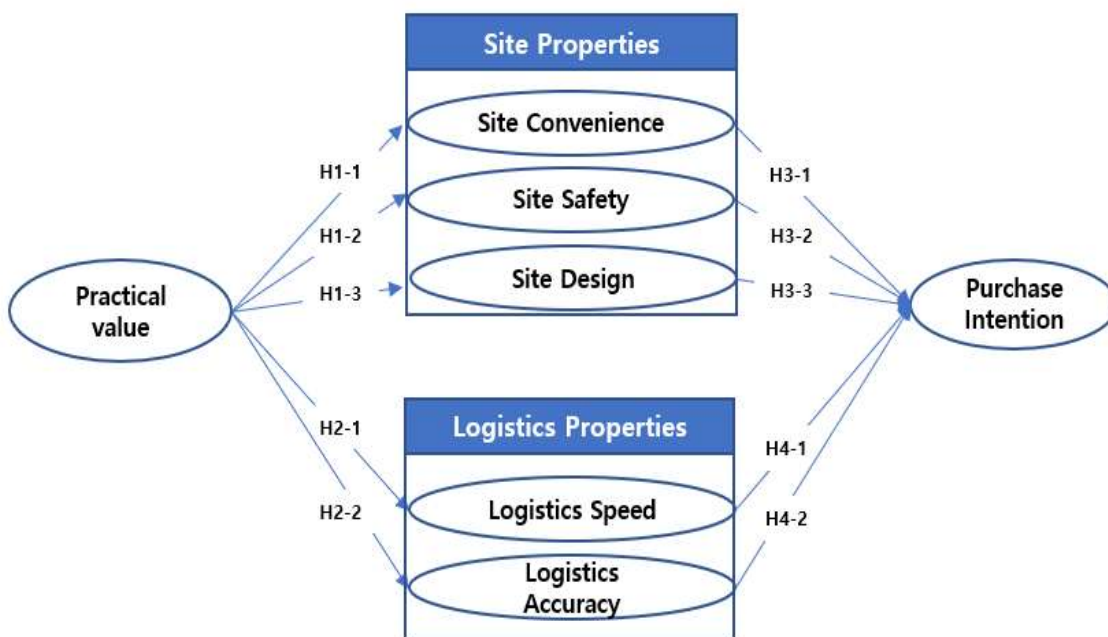 Site Properties
Site Convenience
H1-1
H3-1
Site Safety
H1-2
H3-2
Site Design
H1-3
H3-3
Practical
value
Purchase
Intention
Logistics Properties
H2-1
H4-1
Logistics Speed
H2-2
H4-2
Logistics
Accuracy